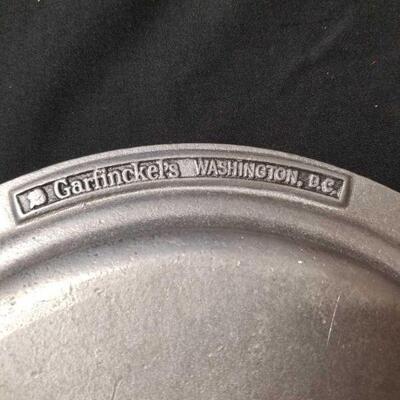 Garfinckel's WASHINGTON, D.C.